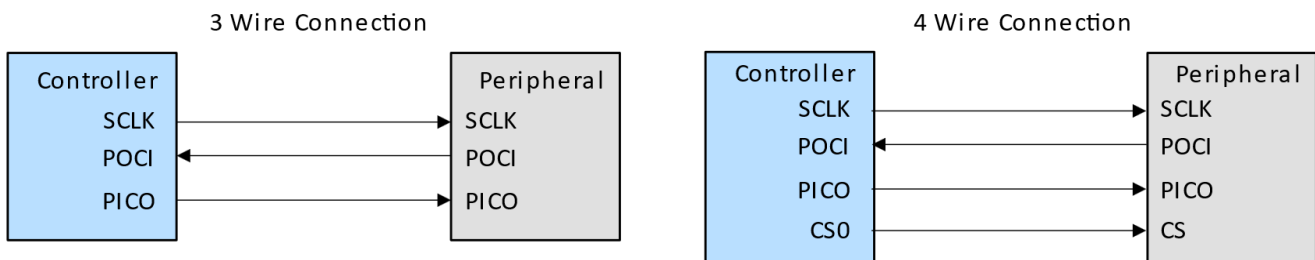 3 Wire Connection
Controller
SCLK
POCI
PICO
Peripheral
SCLK
POCI
PICO
4 Wire Connection
Controller
SCLK
POCI
PICO
CS0
Peripheral
SCLK
POCI
PICO
CS